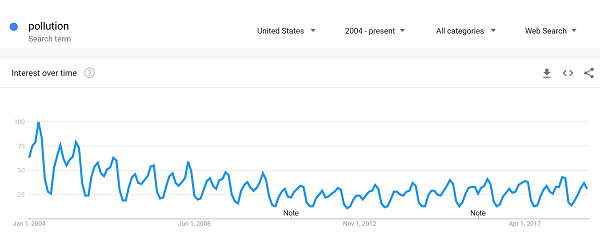 pollution
Search term
United States
2004 - present
All categories
Web Search
Interest over time
?
100
75
50
25
Note
Note
Jan 1, 2004
Jun 1, 2008
Nov 1, 2012
Apr 1, 2017